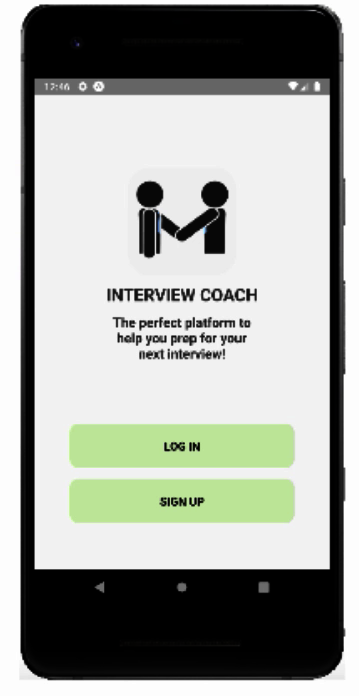 12:46
INTERVIEW COACH
The perfect platform to
help you prep for your
next interview!
LOG IN
SIGN UP